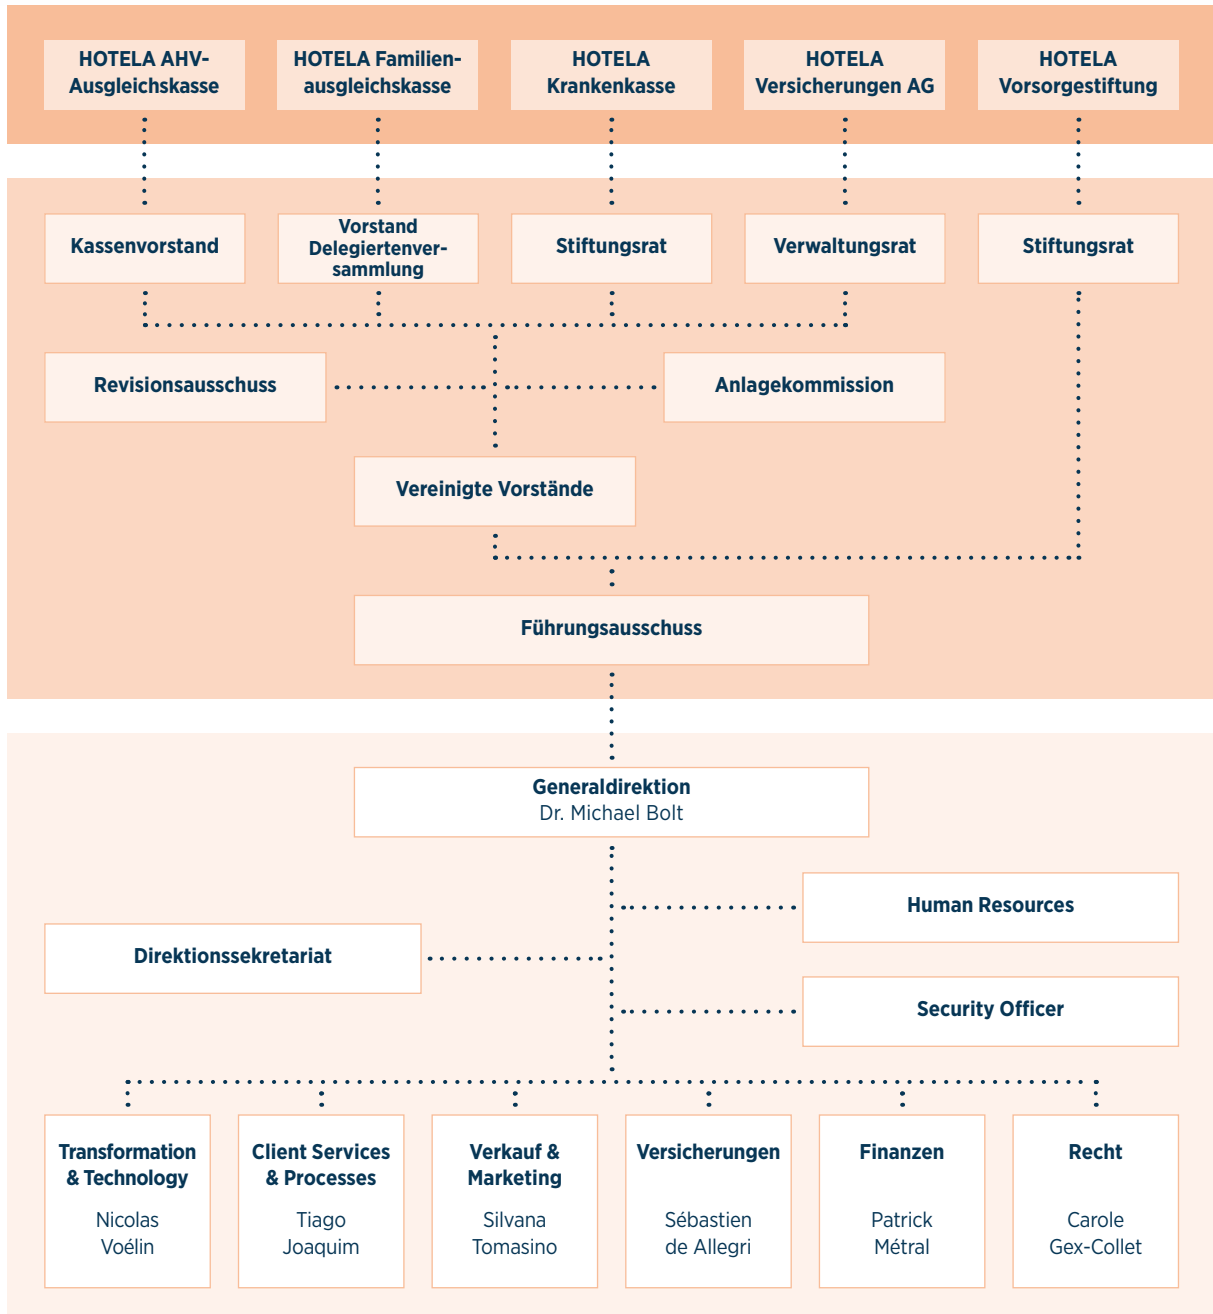 HOTELA AHV-
Ausgleichskasse
HOTELA Familien-
ausgleichskasse
HOTELA
Krankenkasse
HOTELA
Versicherungen AG
HOTELA
Vorsorgestiftung
Kassenvorstand
Vorstand
Delegiertenver-
sammlung
Stiftungsrat
Verwaltungsrat
Stiftungsrat
Revisionsausschuss
Anlagekommission
Vereinigte Vorstände
Führungsausschuss
Generaldirektion
Dr. Michael Bolt
Human Resources
Direktionssekretariat
Security Officer
Transformation
& Technology
Nicolas
Voélin
Client Services
& Processes
Tiago
Joaquim
Verkauf &
Marketing
Silvana
Tomasino
Versicherungen
Sébastien
de Allegri
Finanzen
Patrick
Métral
Recht
Carole
Gex-Collet